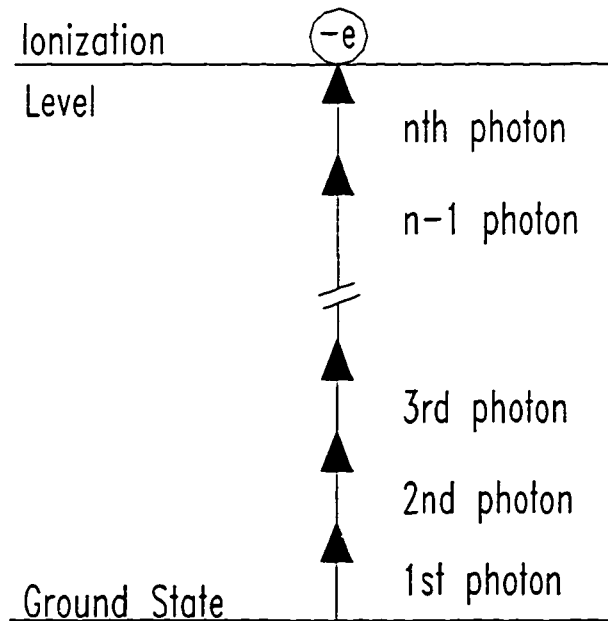 Ionization
-e
Level
nth photon
n-1 photon
3rd photon
2nd photon
1st photon
Ground State